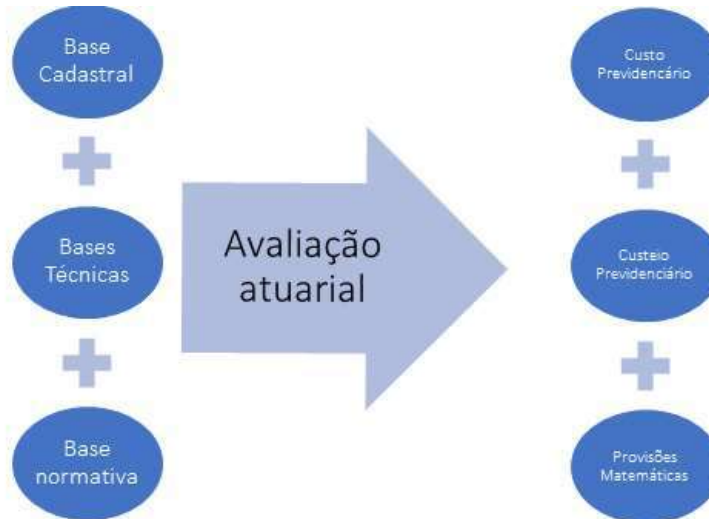 Base
Cadastral
Bases
Técnicas
Base
normativa
Avaliação
atuarial
Custo
Previdencário
Custeio
Previdenciário
Provisões
Matemáticas